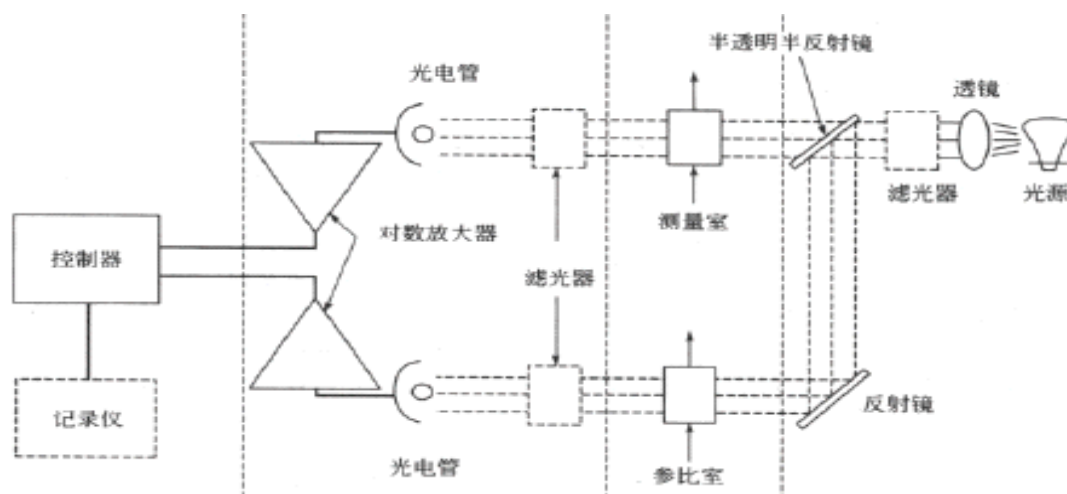 半透明半反射镜
光电管
透镜
滤光器
光源
测量室
对数放大器
控制器
滤光器
记录仪
反射镜
光电管
参比室